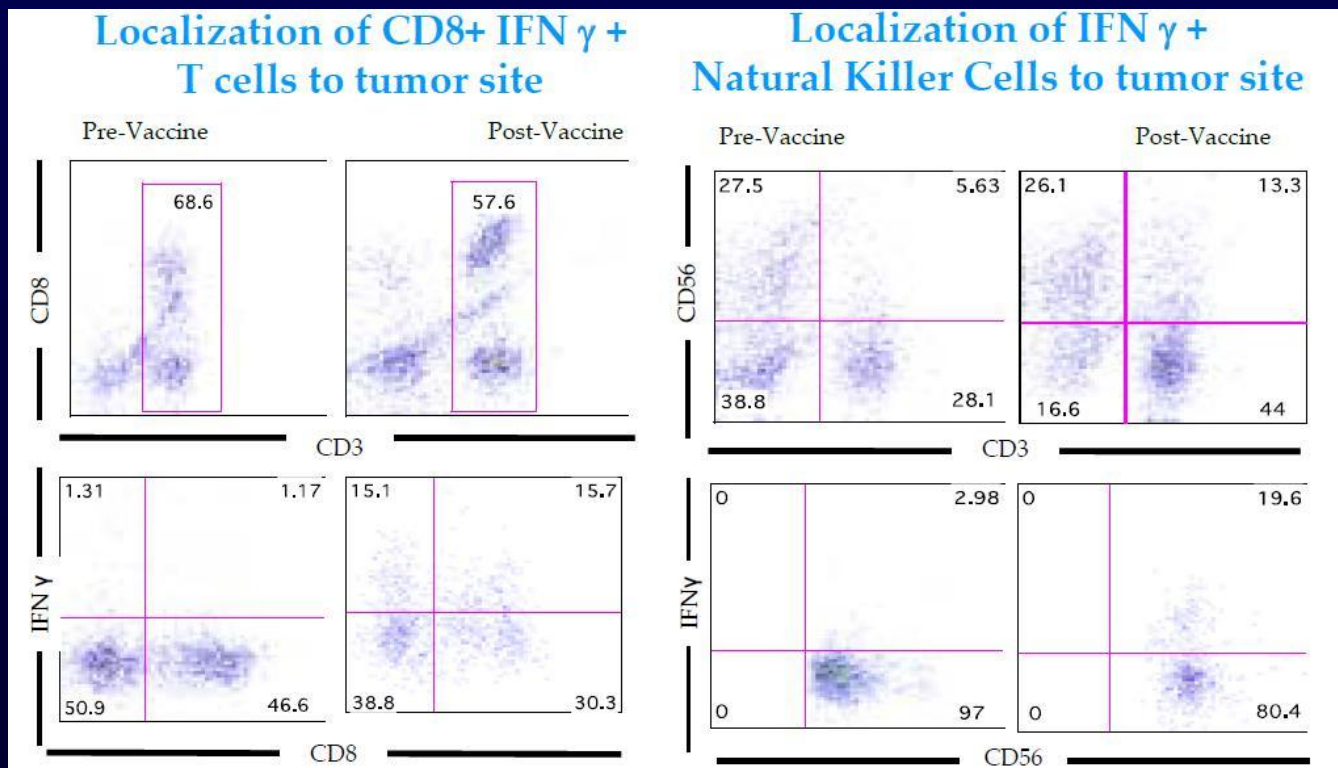 Localization of CD8+ IFN γ +
T cells to tumor site
Pre-Vaccine
Post-Vaccine
68.6
57.6
CD8
CD3
1.31
1.17
15.1
15.7
IFN γ
50.9
46.6
38.8
30.3
CD8
Localization of IFN γ +
Natural Killer Cells to tumor site
Pre-Vaccine
Post-Vaccine
27.5
5.63
26.1
13.3
CD56
38.8
28.1
16.6
44
CD3
0
2.98
0
19.6
IFNγ
0
97
0
80.4
CD56